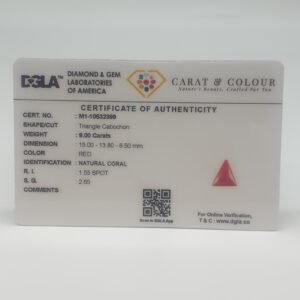 DGLA DIAMOND & GEM LABORATORIES OF AMERICA
CARAT & COLOUR
Nature's Beauty, Crafted For You.
CERTIFICATE OF AUTHENTICITY
CERT. NO. : M1-10632399
SHAPE/CUT : Triangle Cabochon
WEIGHT : 9.00 Carats
DIMENSION : 15.00 - 13.80 - 6.50 mm
COLOR : RED
IDENTIFICATION : NATURAL CORAL
R. I. : 1.55 SPOT
S. G. : 2.65
COMMENTS :
Scan in DGLA App
For Online Verification,
T & C : www.dgla.co